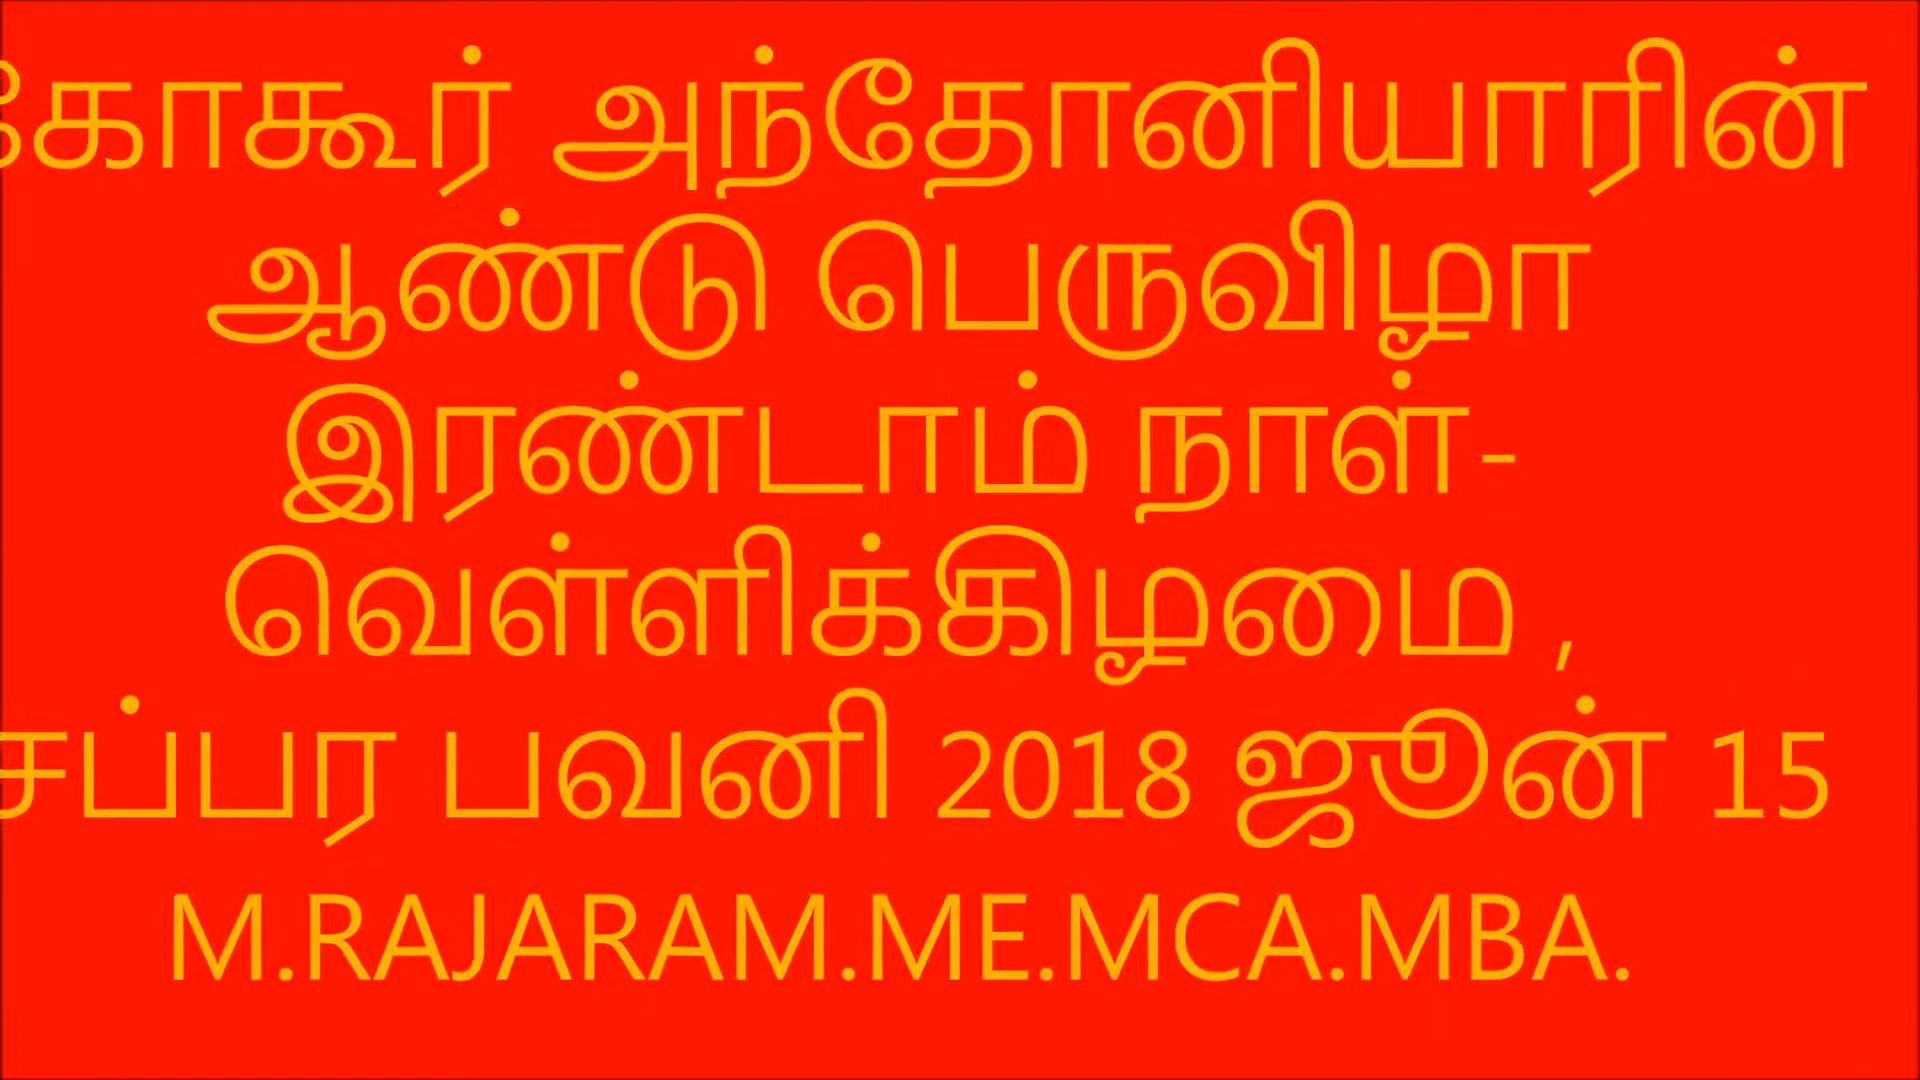 கோகூர் அந்தோனியாரின்
ஆண்டு பெருவிழா
இரண்டாம் நாள்-
வெள்ளிக்கிழமை ,
சப்பர பவனி 2018 ஜூன் 15
M.RAJARAM.ME.MCA.MBA.